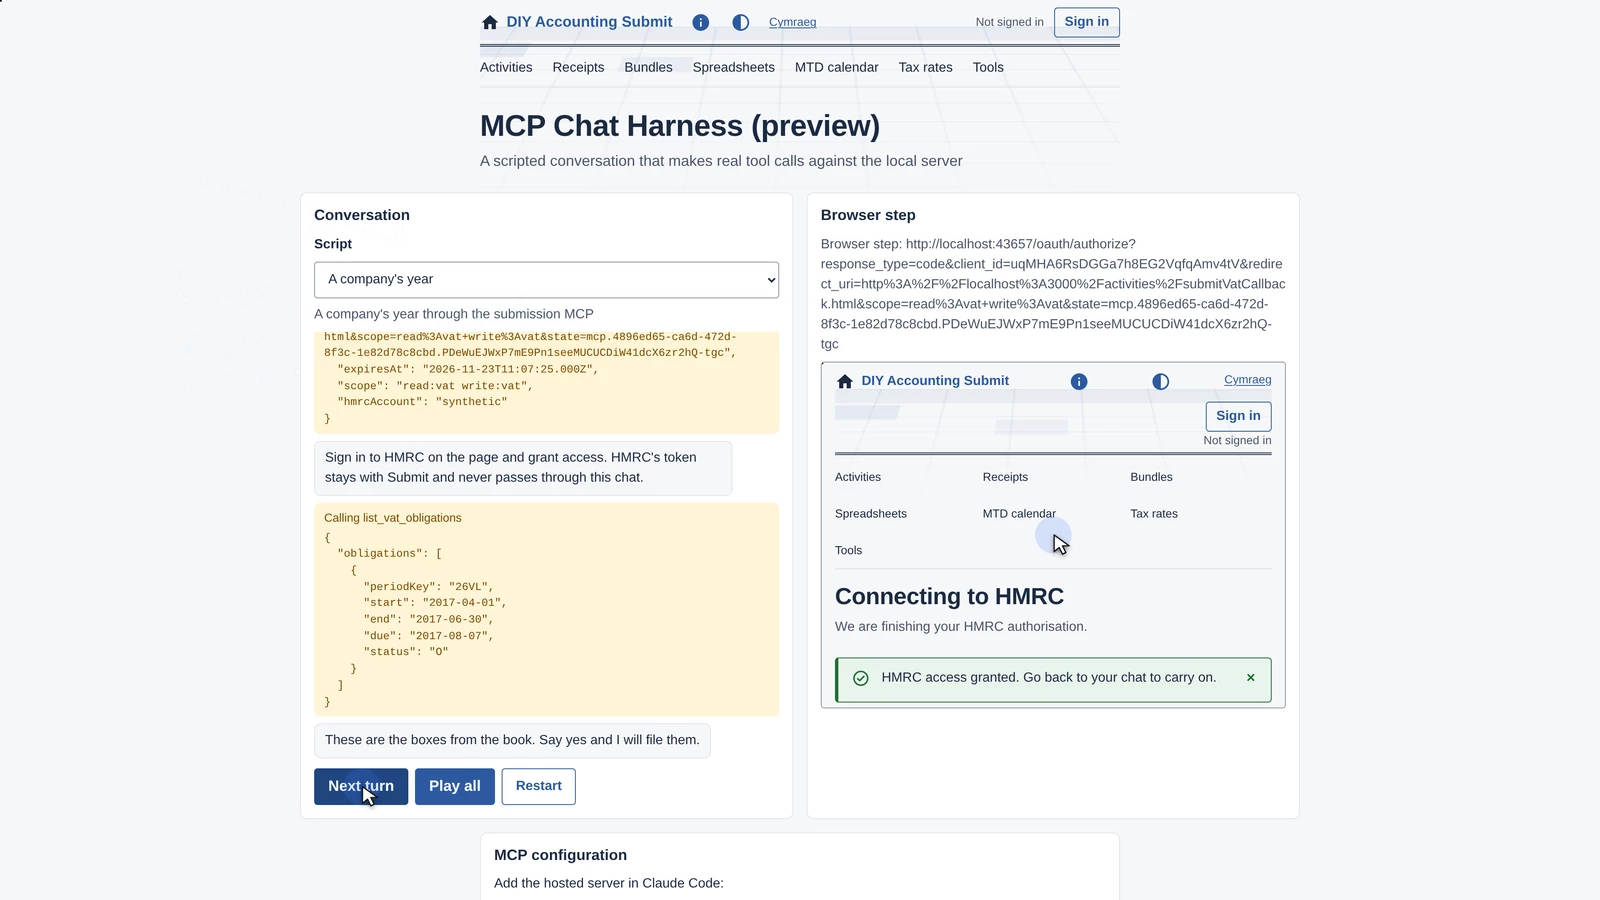 DIY Accounting Submit
Cymraeg
Not signed in
Sign in
Activities Receipts Bundles Spreadsheets MTD calendar Tax rates Tools
MCP Chat Harness (preview)
A scripted conversation that makes real tool calls against the local server
Conversation
Script
A company's year
A company's year through the submission MCP
html&scope=read%3Avat+write%3Avat&state=mcp.4896ed65-ca6d-472d-
8f3c-1e82d78c8cbd.PDeWuEJWxP7mE9Pn1seeMUCUCDiW41dcX6zr2hQ-tgc",
"expiresAt": "2026-11-23T11:07:25.000Z",
"scope": "read:vat write:vat",
"hmrcAccount": "synthetic"
}
Sign in to HMRC on the page and grant access. HMRC's token
stays with Submit and never passes through this chat.
Calling list_vat_obligations
{
"obligations": [
{
"periodKey": "26VL",
"start": "2017-04-01",
"end": "2017-06-30",
"due": "2017-08-07",
"status": "O"
}
]
}
These are the boxes from the book. Say yes and I will file them.
Next turn
Play all
Restart
Browser step
Browser step: http://localhost:43657/oauth/authorize?
response_type=code&client_id=uqMHA6RsDGGa7h8EG2VqfqAmv4tV&redire
ct_uri=http%3A%2F%2Flocalhost%3A3000%2Factivities%2FsubmitVatCallbac
k.html&scope=read%3Avat+write%3Avat&state=mcp.4896ed65-ca6d-472d-
8f3c-1e82d78c8cbd.PDeWuEJWxP7mE9Pn1seeMUCUCDiW41dcX6zr2hQ-
tgc
DIY Accounting Submit
Cymraeg
Sign in
Not signed in
Activities Receipts Bundles
Spreadsheets MTD calendar Tax rates
Tools
Connecting to HMRC
We are finishing your HMRC authorisation.
HMRC access granted. Go back to your chat to carry on.
MCP configuration
Add the hosted server in Claude Code: